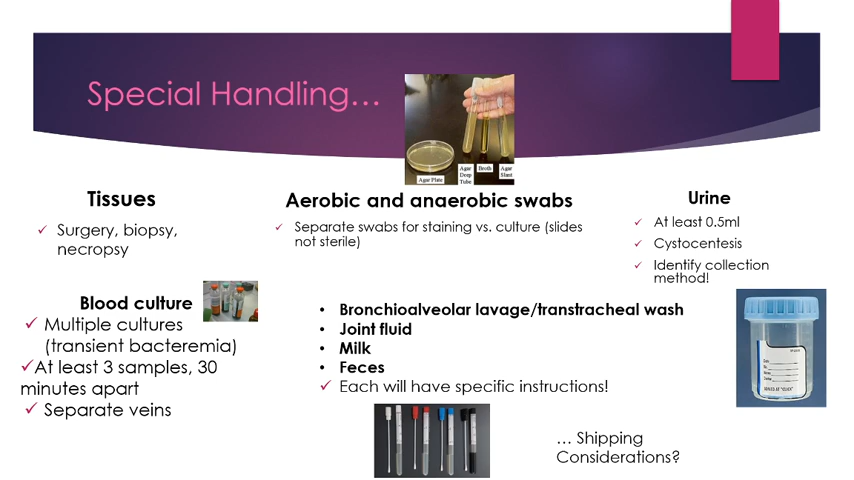 Special Handling…
Agar Plate
Agar
Deep
Tube
Broth
Agar
Slant
Tissues
✓ Surgery, biopsy,
necropsy
Aerobic and anaerobic swabs
✓ Separate swabs for staining vs. culture (slides
not sterile)
Urine
✓ At least 0.5ml
✓ Cystocentesis
✓ Identify collection
method!
Blood culture
✓ Multiple cultures
(transient bacteremia)
✓At least 3 samples, 30
minutes apart
✓ Separate veins
• Bronchioalveolar lavage/transtracheal wash
• Joint fluid
• Milk
• Feces
✓ Each will have specific instructions!
… Shipping
Considerations?